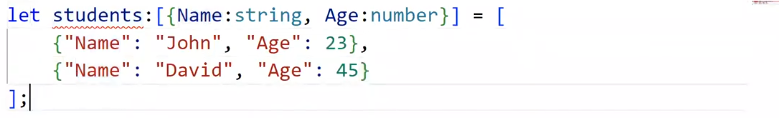 let students:[{Name:string, Age:number}] = [
    {"Name": "John", "Age": 23},
    {"Name": "David", "Age": 45}
];